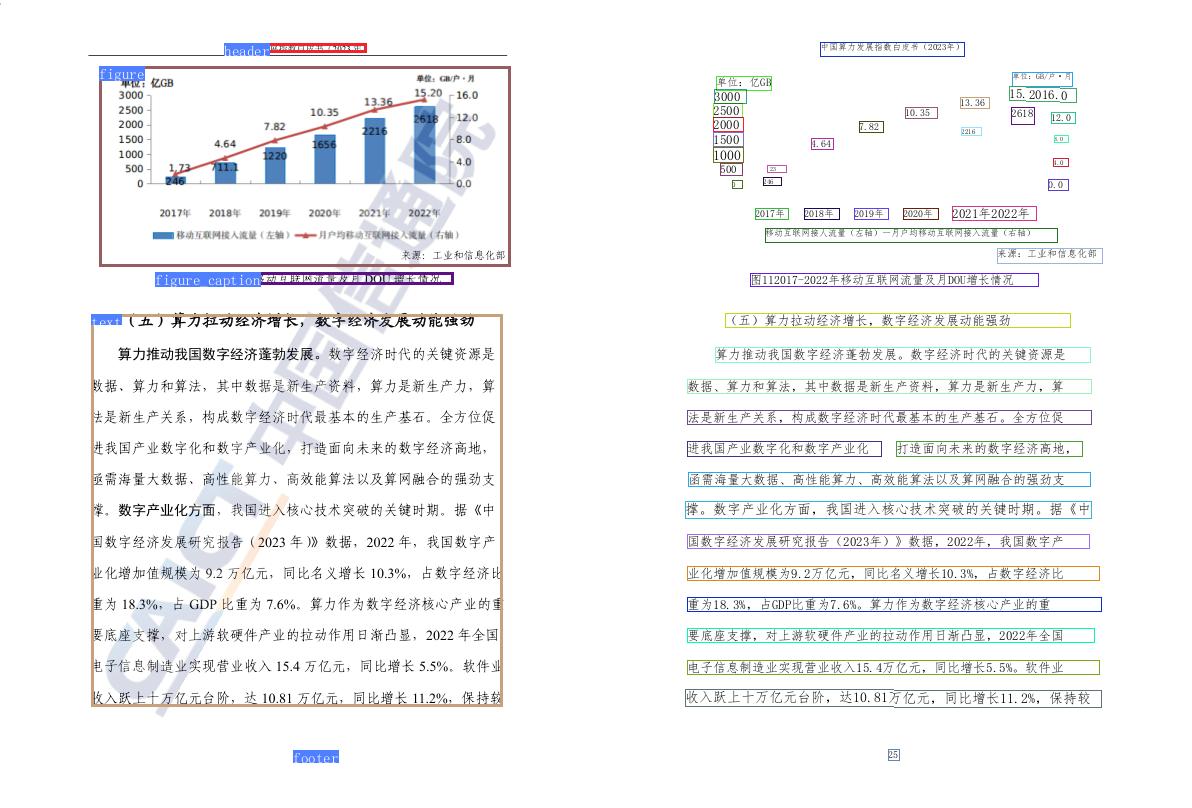 header
figure
单位：亿GB
单位：GB/户·月
3000
2500
2000
1500
1000
500
0
16.0
12.0
8.0
4.0
0.0
1.73
4.64
7.82
10.35
13.36
15.20
246
711.1
1220
1656
2216
2618
2017年 2018年 2019年 2020年 2021年 2022年
移动互联网接入流量（左轴） 月户均移动互联网接入流量（右轴）
来源：工业和信息化部
figure caption 移动互联网流量及月 DOU 增长情况
text （五）算力拉动经济增长，数字经济发展动能强劲
算力推动我国数字经济蓬勃发展。数字经济时代的关键资源是
数据、算力和算法，其中数据是新生产资料，算力是新生产力，算
法是新生产关系，构成数字经济时代最基本的生产基石。全方位促
进我国产业数字化和数字产业化，打造面向未来的数字经济高地，
亟需海量大数据、高性能算力、高效能算法以及算网融合的强劲支
撑。数字产业化方面，我国进入核心技术突破的关键时期。据《中
国数字经济发展研究报告（2023 年）》数据，2022 年，我国数字产
业化增加值规模为 9.2 万亿元，同比名义增长 10.3%，占数字经济比
重为 18.3%，占 GDP 比重为 7.6%。算力作为数字经济核心产业的重
要底座支撑，对上游软硬件产业的拉动作用日渐凸显，2022 年全国
电子信息制造业实现营业收入 15.4 万亿元，同比增长 5.5%。软件业
收入跃上十万亿元台阶，达 10.81 万亿元，同比增长 11.2%，保持较
footer
CAICT 中国信通院
中国算力发展指数白皮书（2023年）
单位：亿GB
单位：GB/户·月
3000
2500
2000
1500
1000
500
0
23
246
4.64
7.82
10.35
13.36
2216
15.2016.0
2618
12.0
8.0
4.0
0.0
2017年 2018年 2019年 2020年 2021年2022年
移动互联网接入流量（左轴）一月户均移动互联网接入流量（右轴）
来源：工业和信息化部
图112017-2022年移动互联网流量及月DOU增长情况
（五）算力拉动经济增长，数字经济发展动能强劲
算力推动我国数字经济蓬勃发展。数字经济时代的关键资源是
数据、算力和算法，其中数据是新生产资料，算力是新生产力，算
法是新生产关系，构成数字经济时代最基本的生产基石。全方位促
进我国产业数字化和数字产业化 打造面向未来的数字经济高地，
函需海量大数据、高性能算力、高效能算法以及算网融合的强劲支
撑。数字产业化方面，我国进入核心技术突破的关键时期。据《中
国数字经济发展研究报告（2023年）》数据，2022年，我国数字产
业化增加值规模为9.2万亿元，同比名义增长10.3%，占数字经济比
重为18.3%，占GDP比重为7.6%。算力作为数字经济核心产业的重
要底座支撑，对上游软硬件产业的拉动作用日渐凸显，2022年全国
电子信息制造业实现营业收入15.4万亿元，同比增长5.5%。软件业
收入跃上十万亿元台阶，达10.81万亿元，同比增长11.2%，保持较
25